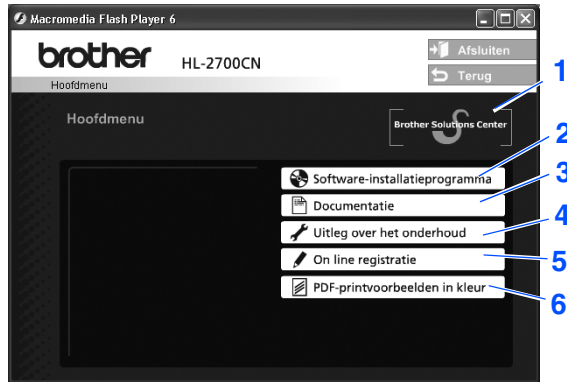 Macromedia Flash Player 6
brother HL-2700CN
Afsluiten
Terug
Hoofdmenu
Hoofdmenu
Brother Solutions Center
1
Software-installatieprogramma
2
Documentatie
3
Uitleg over het onderhoud
4
On line registratie
5
PDF-printvoorbeelden in kleur
6